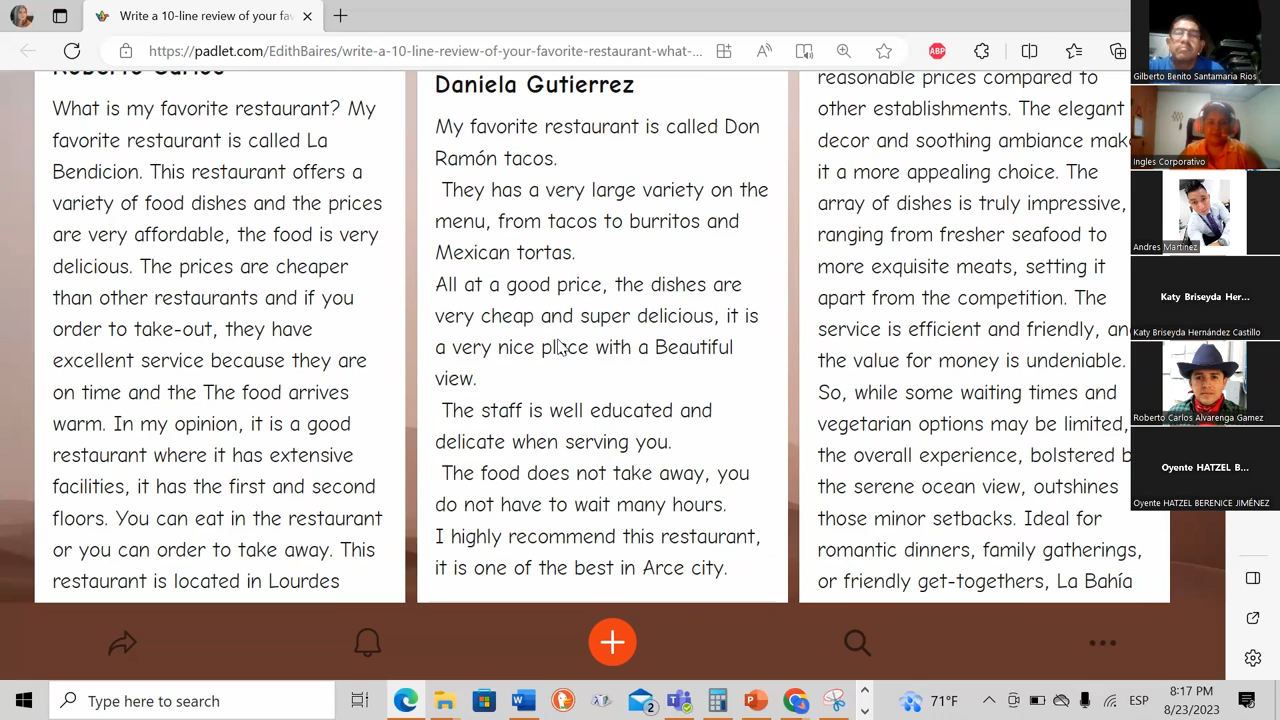 Write a 10-line review of your fa
https://padlet.com/EdithBaires/write-a-10-line-review-of-your-favorite-restaurant-what-...
ABP
Roberto Carlos
What is my favorite restaurant? My
favorite restaurant is called La
Bendicion. This restaurant offers a
variety of food dishes and the prices
are very affordable, the food is very
delicious. The prices are cheaper
than other restaurants and if you
order to take-out, they have
excellent service because they are
on time and the The food arrives
warm. In my opinion, it is a good
restaurant where it has extensive
facilities, it has the first and second
floors. You can eat in the restaurant
or you can order to take away. This
restaurant is located in Lourdes
Daniela Gutierrez
My favorite restaurant is called Don
Ramón tacos.
They has a very large variety on the
menu, from tacos to burritos and
Mexican tortas.
All at a good price, the dishes are
very cheap and super delicious, it is
a very nice place with a Beautiful
view.
The staff is well educated and
delicate when serving you.
The food does not take away, you
do not have to wait many hours.
I highly recommend this restaurant,
it is one of the best in Arce city.
reasonable prices compared to
other establishments. The elegant
decor and soothing ambiance mak
it a more appealing choice. The
array of dishes is truly impressive,
ranging from fresher seafood to
more exquisite meats, setting it
apart from the competition. The
service is efficient and friendly, an
the value for money is undeniable.
So, while some waiting times and
vegetarian options may be limited,
the overall experience, bolstered b
the serene ocean view, outshines
those minor setbacks. Ideal for
romantic dinners, family gatherings,
or friendly get-togethers, La Bahía
Gilberto Benito Santamaria Rios
Ingles Corporativo
Andres Martinez
Katy Briseyda Her...
Katy Briseyda Hernández Castillo
Roberto Carlos Alvarenga Gamez
Oyente HATZEL B...
Oyente HATZEL BERENICE JIMÉNEZ
Type here to search
2
71°F
ESP
8:17 PM
8/23/2023